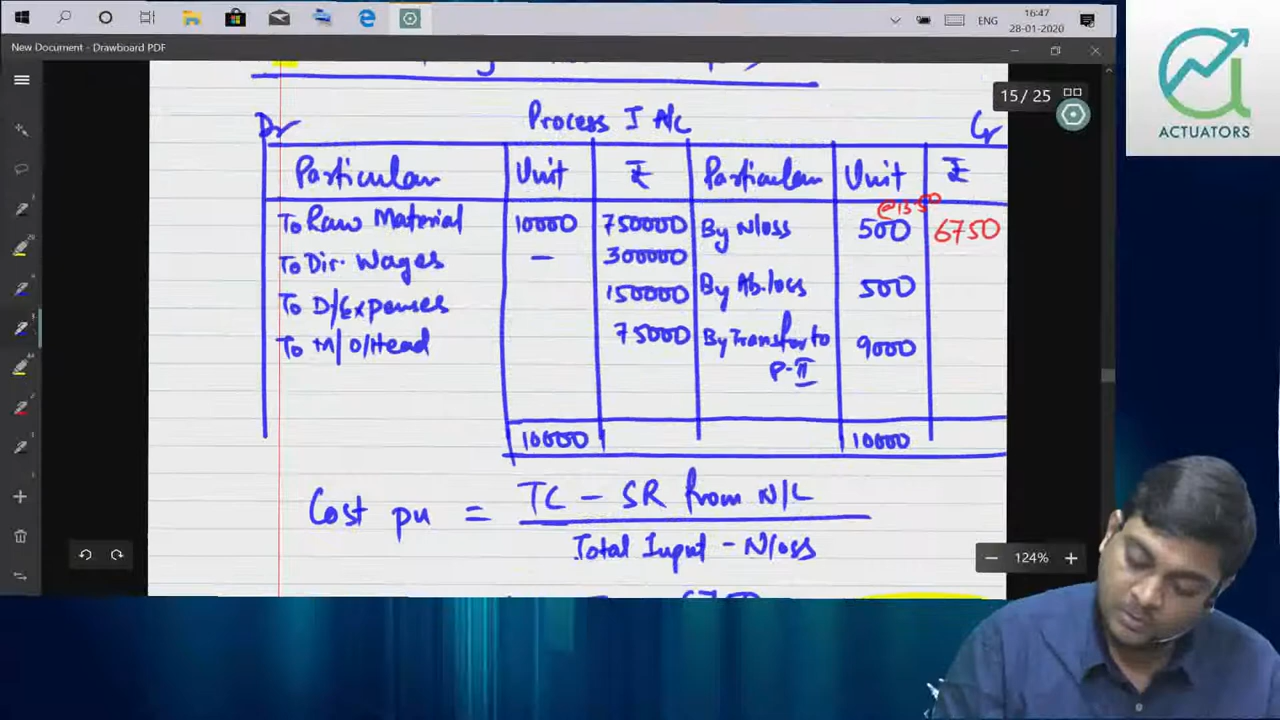 16:47
ENG
28-01-2020
New Document - Drawboard PDF
15 / 25
ACTUATORS
Dr
Process I A/c
Cr
Particulars Unit ₹ Particulars Unit ₹
To Raw Material 10000 750000 By N/loss 500 @13.50 6750
To Dir. Wages — 300000
To D/Expenses 150000 By Ab.loss 500
To M/O/Head 75000 By Transfer to P-II 9000
10000 10000
Cost pu = TC - SR from N/L
Total Input - N/loss
6750
124%